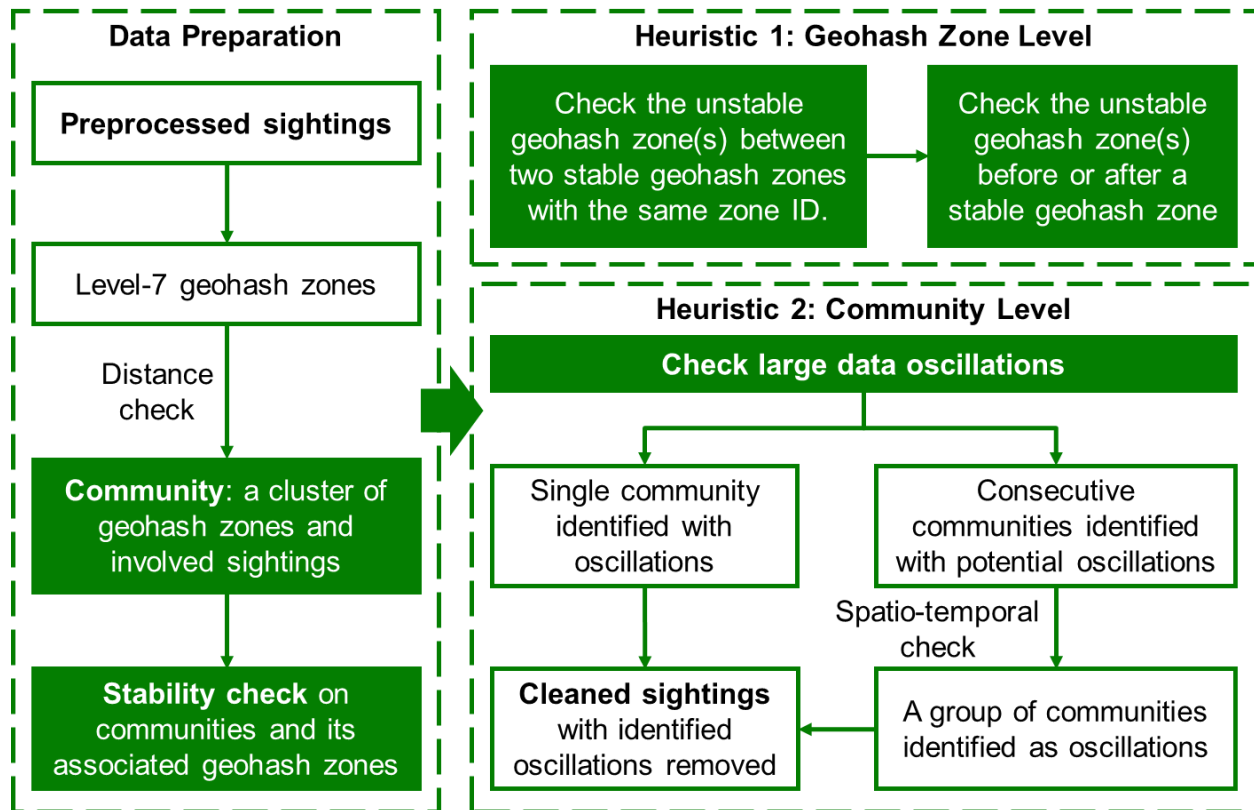 Data Preparation
Preprocessed sightings
Level-7 geohash zones
Distance
check
Community: a cluster of
geohash zones and
involved sightings
Stability check on
communities and its
associated geohash zones
Heuristic 1: Geohash Zone Level
Check the unstable
geohash zone(s) between
two stable geohash zones
with the same zone ID.
Check the unstable
geohash zone(s)
before or after a
stable geohash zone
Heuristic 2: Community Level
Check large data oscillations
Single community
identified with
oscillations
Consecutive
communities identified
with potential oscillations
Spatio-temporal
check
Cleaned sightings
with identified
oscillations removed
A group of communities
identified as oscillations